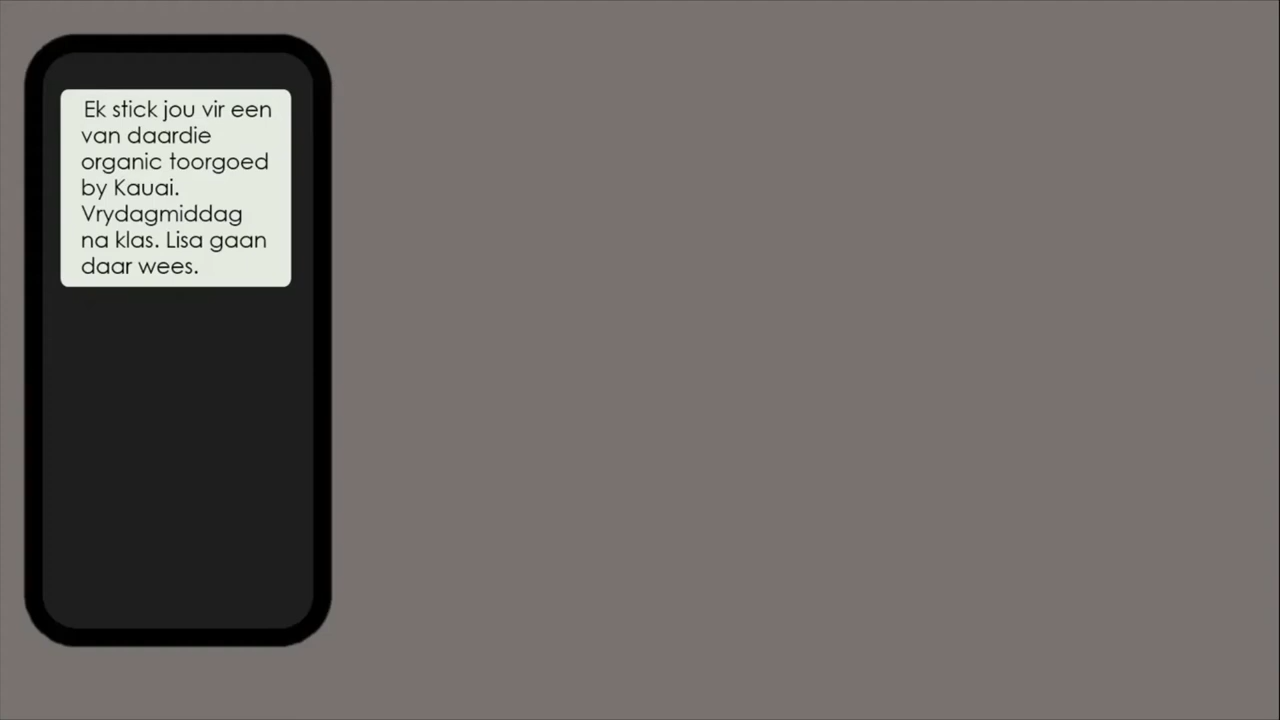 Ek stick jou vir een
van daardie
organic toorgoed
by Kauai.
Vrydagmiddag
na klas. Lisa gaan
daar wees.